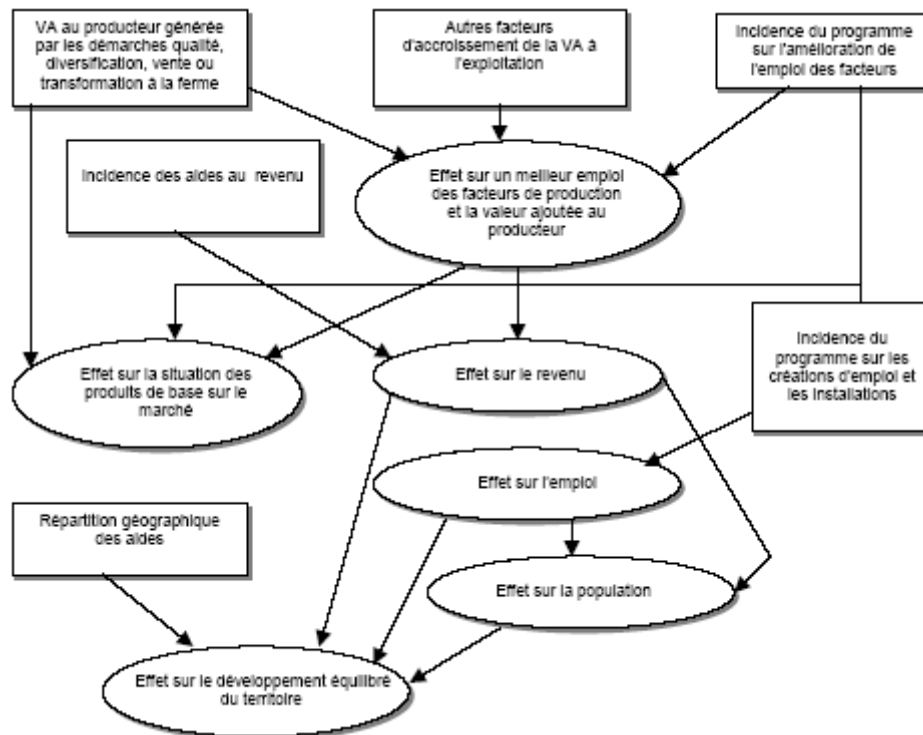 VA au producteur générée
par les démarches qualité,
diversification, vente ou
transformation à la ferme
Autres facteurs
d'accroissement de la VA à
l'exploitation
Incidence du programme
sur l'amélioration de
l'emploi des facteurs
Incidence des aides au revenu
Effet sur un meilleur emploi
des facteurs de production
et la valeur ajoutée au
producteur
Effet sur la situation des
produits de base sur le
marché
Effet sur le revenu
Incidence du
programme sur les
créations d'emploi et
les installations
Effet sur l'emploi
Répartition géographique
des aides
Effet sur la population
Effet sur le développement équilibré
du territoire